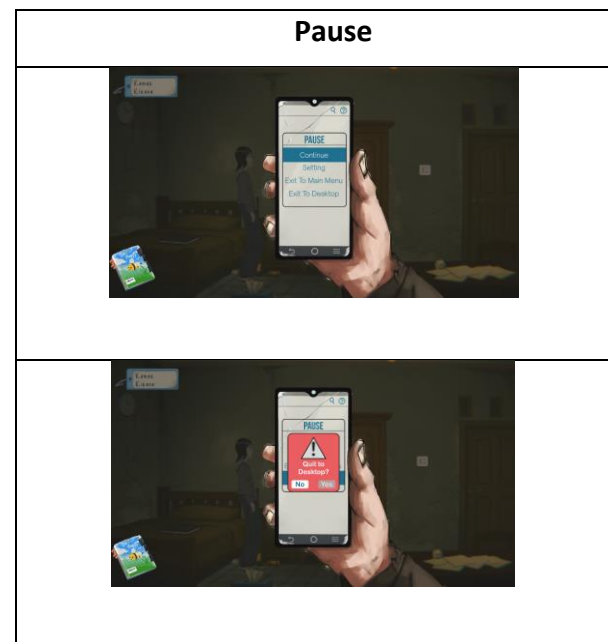 Pause
PAUSE
Continue
Setting
Exit To Main Menu
Exit To Desktop
PAUSE
Quit to
Desktop?
No Yes